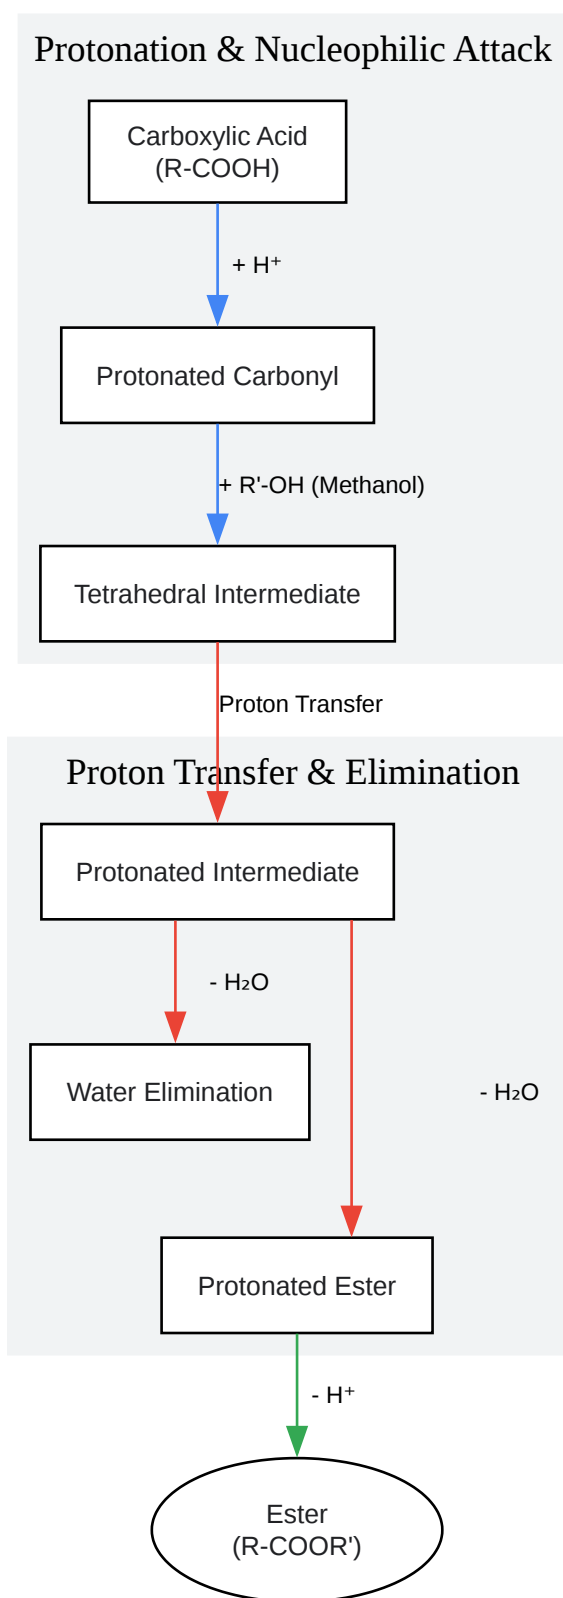 Protonation & Nucleophilic Attack
Carboxylic Acid
(R-COOH)
+ H⁺
Protonated Carbonyl
+ R'-OH (Methanol)
Tetrahedral Intermediate
Proton Transfer
Proton Transfer & Elimination
Protonated Intermediate
- H₂O
Water Elimination
- H₂O
Protonated Ester
- H⁺
Ester
(R-COOR')